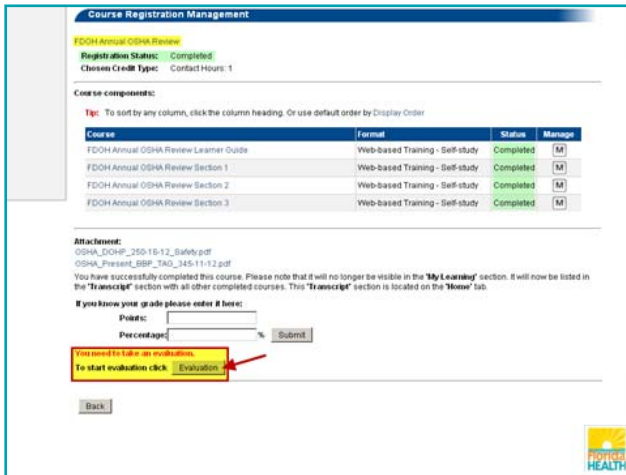 Course Registration Management
FDOH Annual OSHA Review
Registration Status: Completed
Chosen Credit Type: Contact Hours: 1
Course components:
Tip: To sort by any column, click the column heading. Or use default order by Display Order
Course Format Status Manage
FDOH Annual OSHA Review Learner Guide Web-based Training - Self-study Completed M
FDOH Annual OSHA Review Section 1 Web-based Training - Self-study Completed M
FDOH Annual OSHA Review Section 2 Web-based Training - Self-study Completed M
FDOH Annual OSHA Review Section 3 Web-based Training - Self-study Completed M
Attachment:
OSHA_DOHP_250-16-12_Safety.pdf
OSHA_Present_BBP_TAG_345-11-12.pdf
You have successfully completed this course. Please note that it will no longer be visible in the "My Learning" section. It will now be listed in
the "Transcript" section with all other completed courses. This "Transcript" section is located on the "Home" tab.
If you know your grade please enter it here:
Points:
Percentage: % Submit
You need to take an evaluation.
To start evaluation click Evaluation
Back
Florida
HEALTH